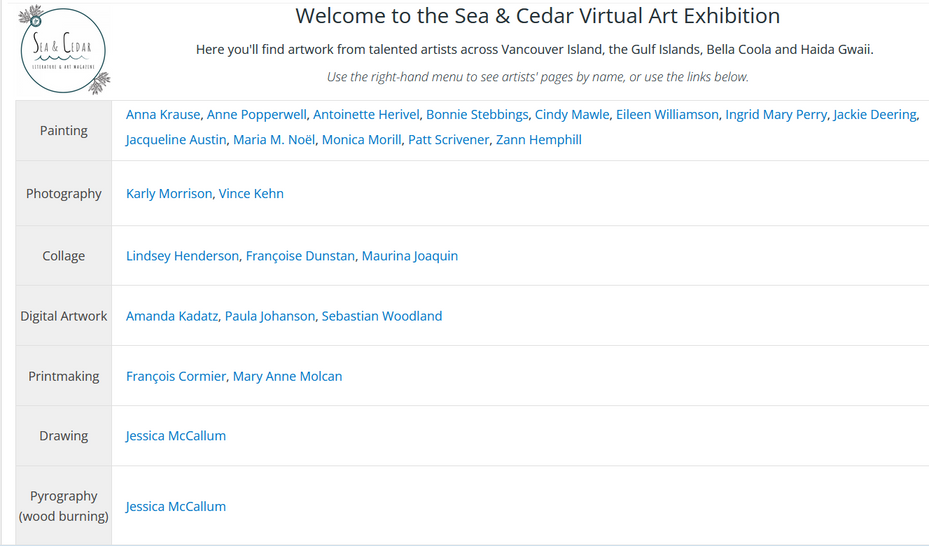 Welcome to the Sea & Cedar Virtual Art Exhibition
SEA & CEDAR
LITERATURE & ART MAGAZINE
Here you'll find artwork from talented artists across Vancouver Island, the Gulf Islands, Bella Coola and Haida Gwaii.
Use the right-hand menu to see artists' pages by name, or use the links below.
Painting
Anna Krause, Anne Popperwell, Antoinette Herivel, Bonnie Stebbings, Cindy Mawle, Eileen Williamson, Ingrid Mary Perry, Jackie Deering,
Jacqueline Austin, Maria M. Noël, Monica Morill, Patt Scrivener, Zann Hemphill
Photography
Karly Morrison, Vince Kehn
Collage
Lindsey Henderson, Françoise Dunstan, Maurina Joaquin
Digital Artwork
Amanda Kadatz, Paula Johanson, Sebastian Woodland
Printmaking
François Cormier, Mary Anne Molcan
Drawing
Jessica McCallum
Pyrography
(wood burning)
Jessica McCallum